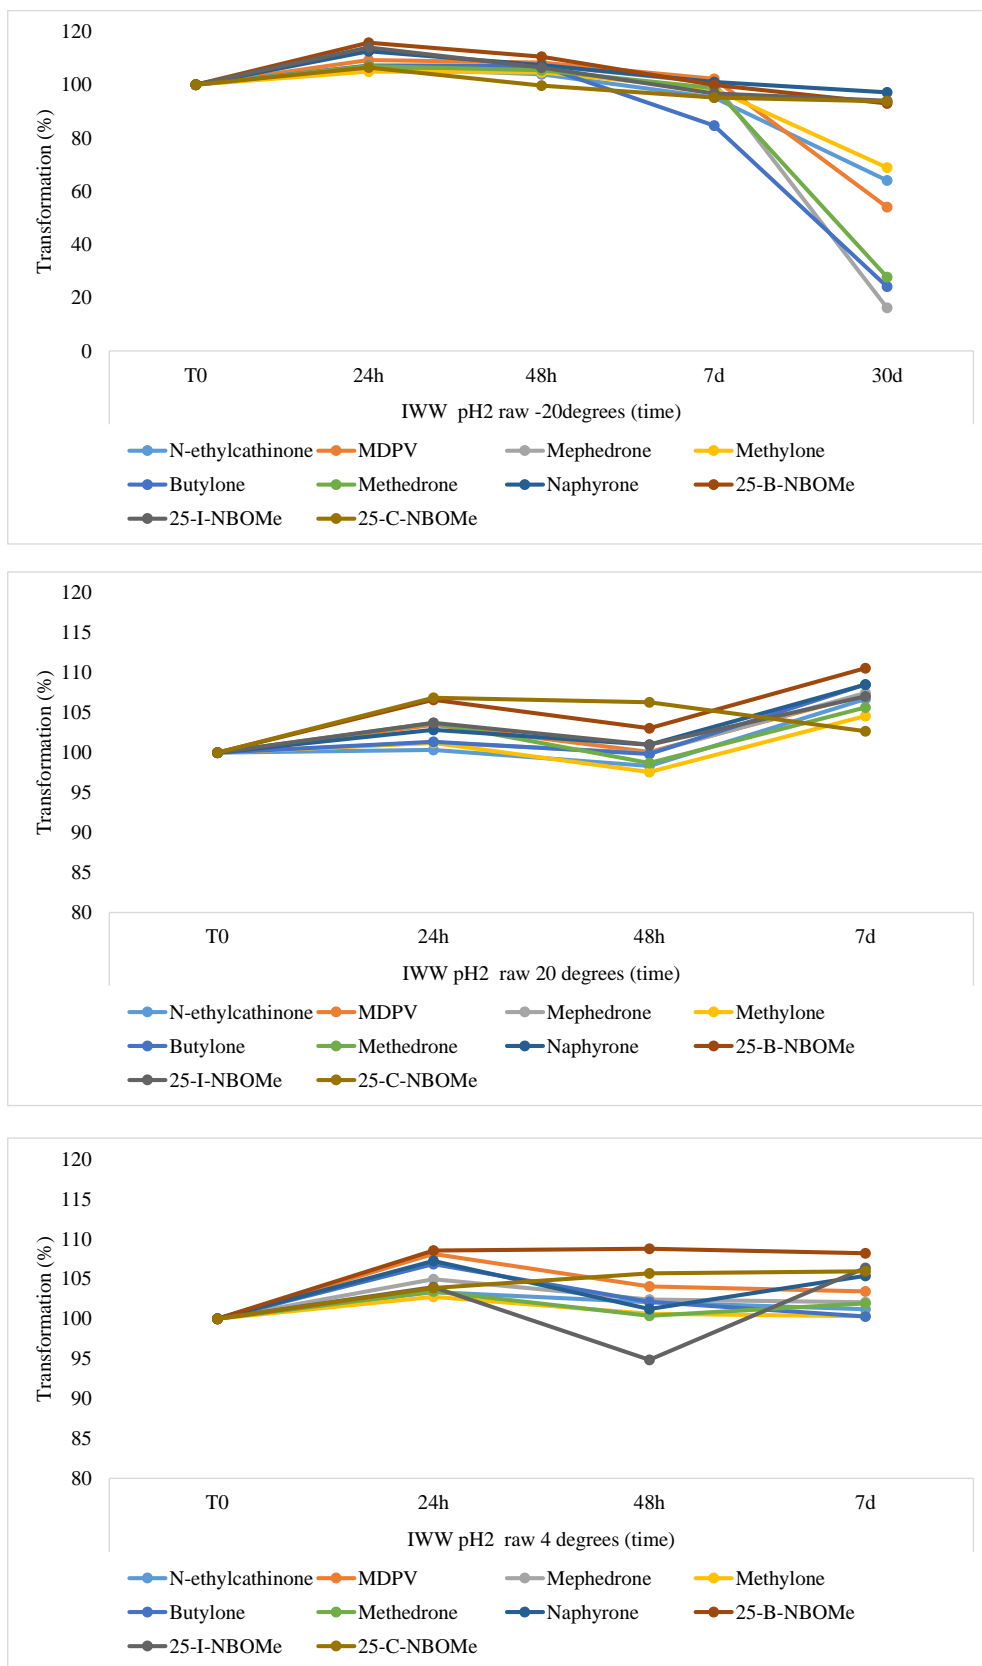 120
100
80
60
40
20
0
Transformation (%)
T0 24h 48h 7d 30d
IWW  pH2 raw -20degrees (time)
N-ethylcathinone MDPV Mephedrone Methylone
Butylone Methedrone Naphyrone 25-B-NBOMe
25-I-NBOMe 25-C-NBOMe
120
115
110
105
100
95
90
85
80
Transformation (%)
T0 24h 48h 7d
IWW pH2  raw 20 degrees (time)
N-ethylcathinone MDPV Mephedrone Methylone
Butylone Methedrone Naphyrone 25-B-NBOMe
25-I-NBOMe 25-C-NBOMe
120
115
110
105
100
95
90
85
80
Transformation (%)
T0 24h 48h 7d
IWW pH2  raw 4 degrees (time)
N-ethylcathinone MDPV Mephedrone Methylone
Butylone Methedrone Naphyrone 25-B-NBOMe
25-I-NBOMe 25-C-NBOMe